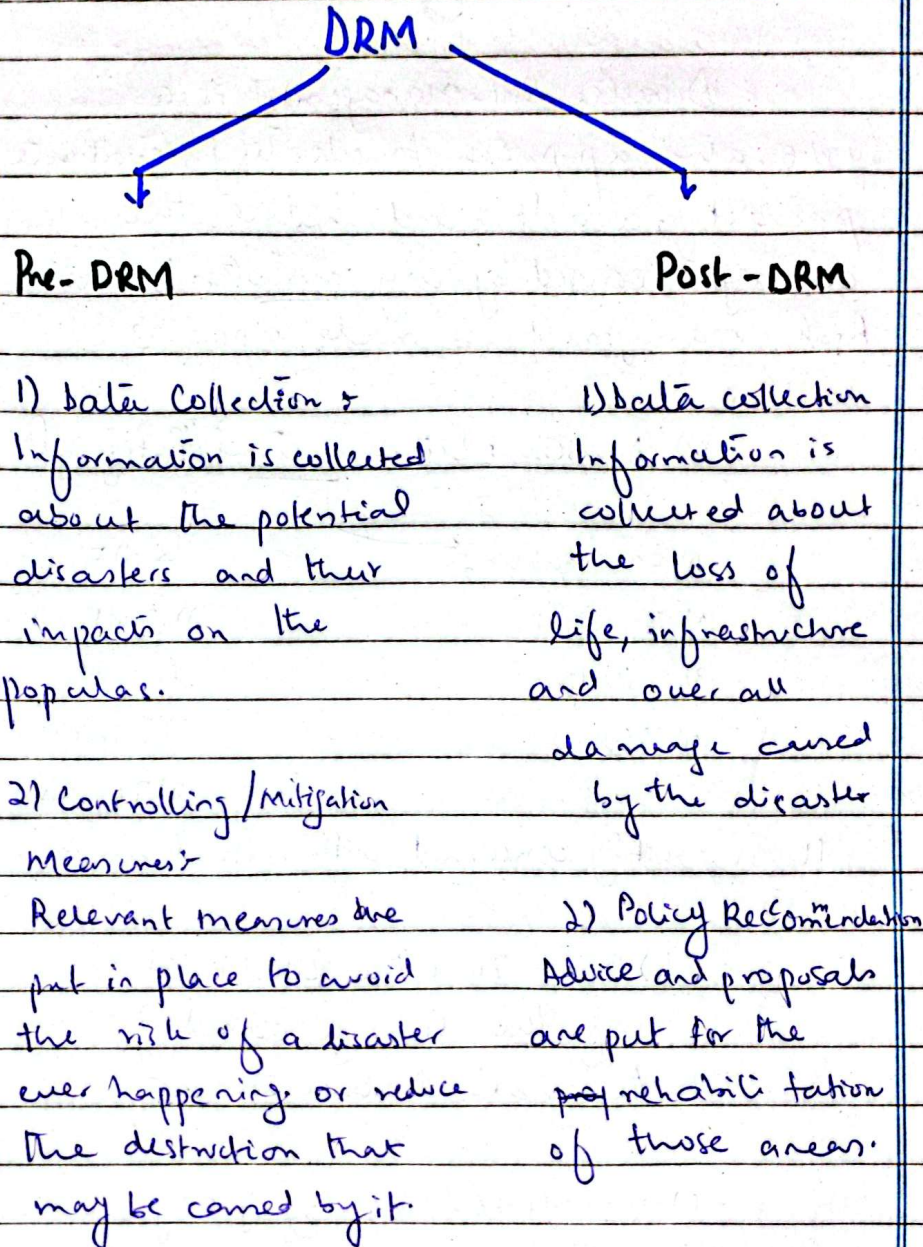 DRM
Pre-DRM
Post-DRM
1) Data Collection :
Information is collected
about the potential
disasters and their
impacts on the
populas.
2) Controlling / Mitigation
Measures :-
Relevant measures are
put in place to avoid
the risk of a disaster
ever happening. or reduce
the destruction that
may be caused by it.
1) Data collection
Information is
collected about
the loss of
life, infrastructure
and over all
damage caused
by the disaster
2) Policy Recommendation
Advice and proposals
are put for the
rehabilitation
of those areas.